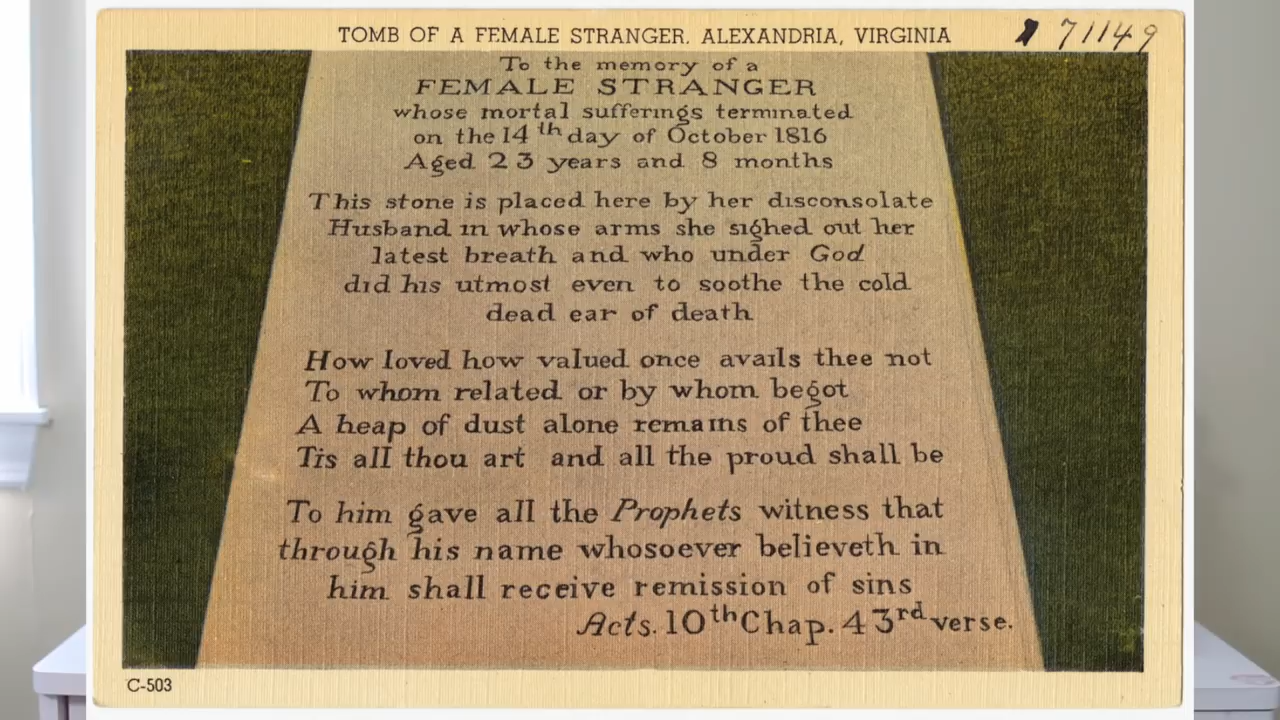 TOMB OF A FEMALE STRANGER. ALEXANDRIA, VIRGINIA
71149
To the memory of a
FEMALE STRANGER
whose mortal sufferings terminated
on the 14th day of October 1816
Aged 23 years and 8 months
This stone is placed here by her disconsolate
Husband in whose arms she sighed out her
latest breath and who under God
did his utmost even to soothe the cold
dead ear of death
How loved how valued once avails thee not
To whom related or by whom begot
A heap of dust alone remains of thee
Tis all thou art and all the proud shall be
To him gave all the Prophets witness that
through his name whosoever believeth in
him shall receive remission of sins
Acts. 10th Chap. 43rd verse.
C-503